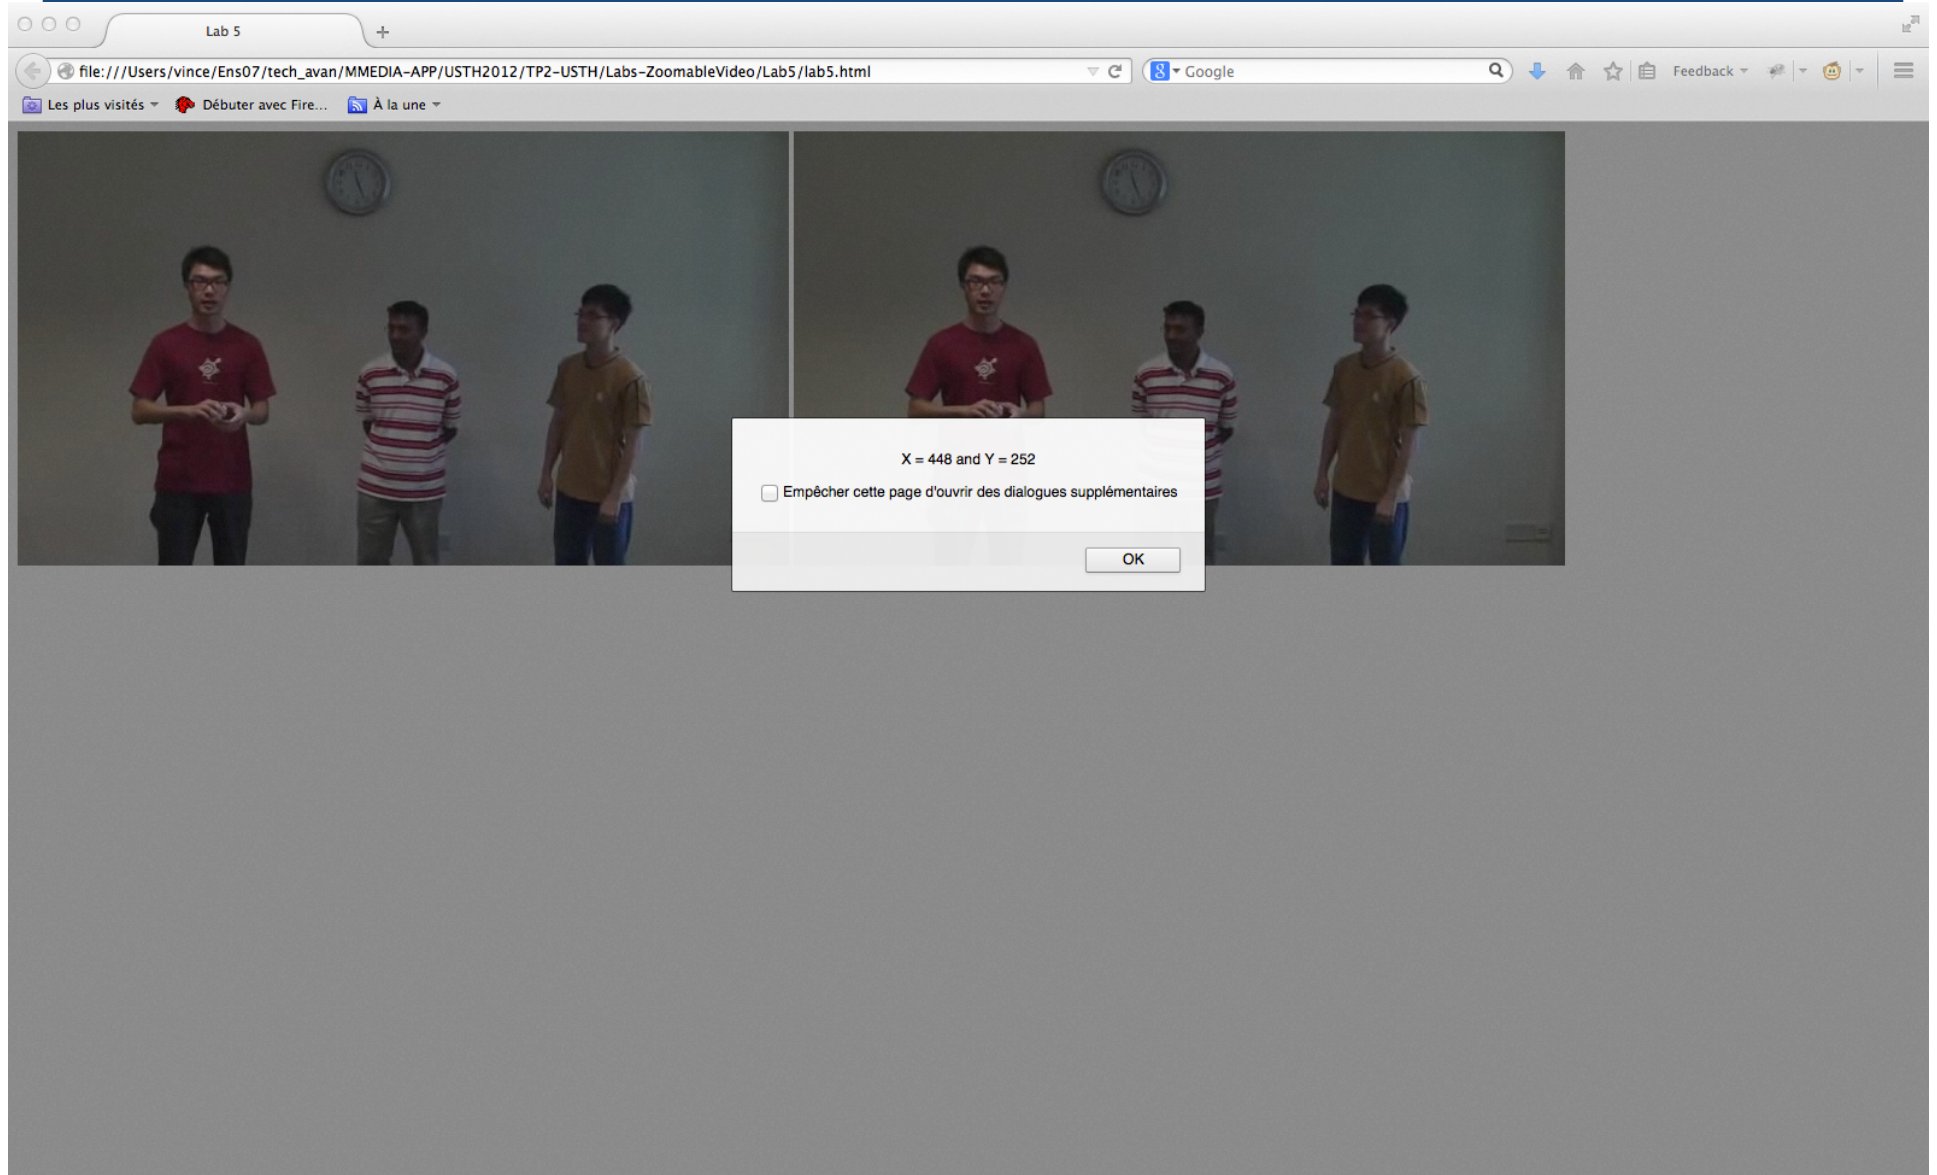 Lab 5
file:///Users/vince/Ens07/tech_avan/MMEDIA-APP/USTH2012/TP2-USTH/Labs-ZoomableVideo/Lab5/lab5.html
Google
Feedback
Les plus visités
Débuter avec Fire...
À la une
X = 448 and Y = 252
Empêcher cette page d'ouvrir des dialogues supplémentaires
OK